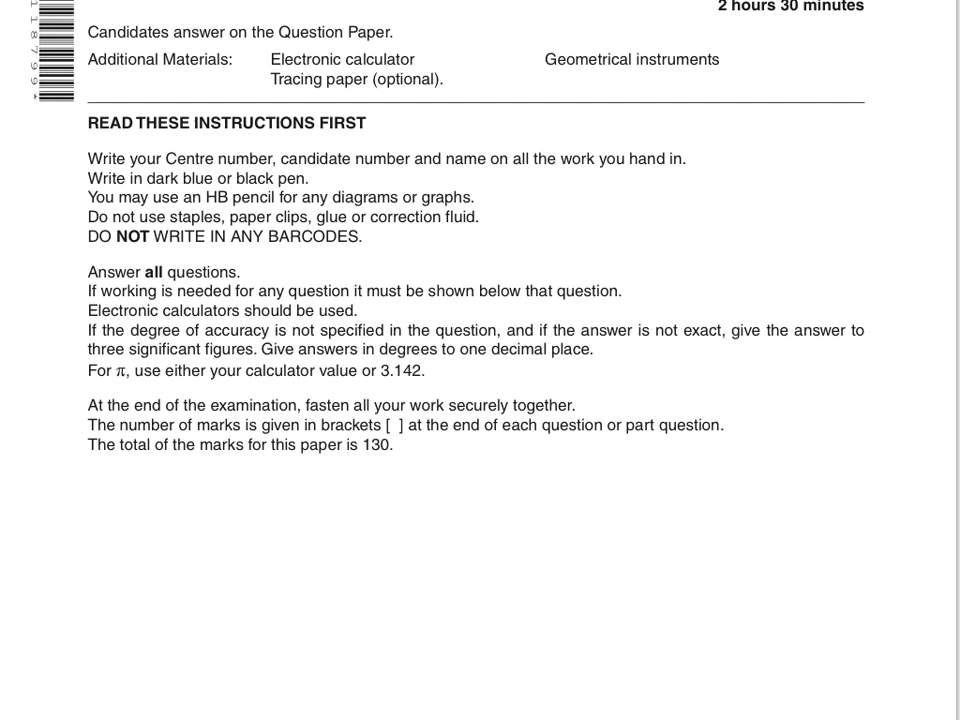 2 hours 30 minutes
Candidates answer on the Question Paper.
Additional Materials: Electronic calculator Geometrical instruments
Tracing paper (optional).
READ THESE INSTRUCTIONS FIRST
Write your Centre number, candidate number and name on all the work you hand in.
Write in dark blue or black pen.
You may use an HB pencil for any diagrams or graphs.
Do not use staples, paper clips, glue or correction fluid.
DO NOT WRITE IN ANY BARCODES.
Answer all questions.
If working is needed for any question it must be shown below that question.
Electronic calculators should be used.
If the degree of accuracy is not specified in the question, and if the answer is not exact, give the answer to
three significant figures. Give answers in degrees to one decimal place.
For π, use either your calculator value or 3.142.
At the end of the examination, fasten all your work securely together.
The number of marks is given in brackets [ ] at the end of each question or part question.
The total of the marks for this paper is 130.